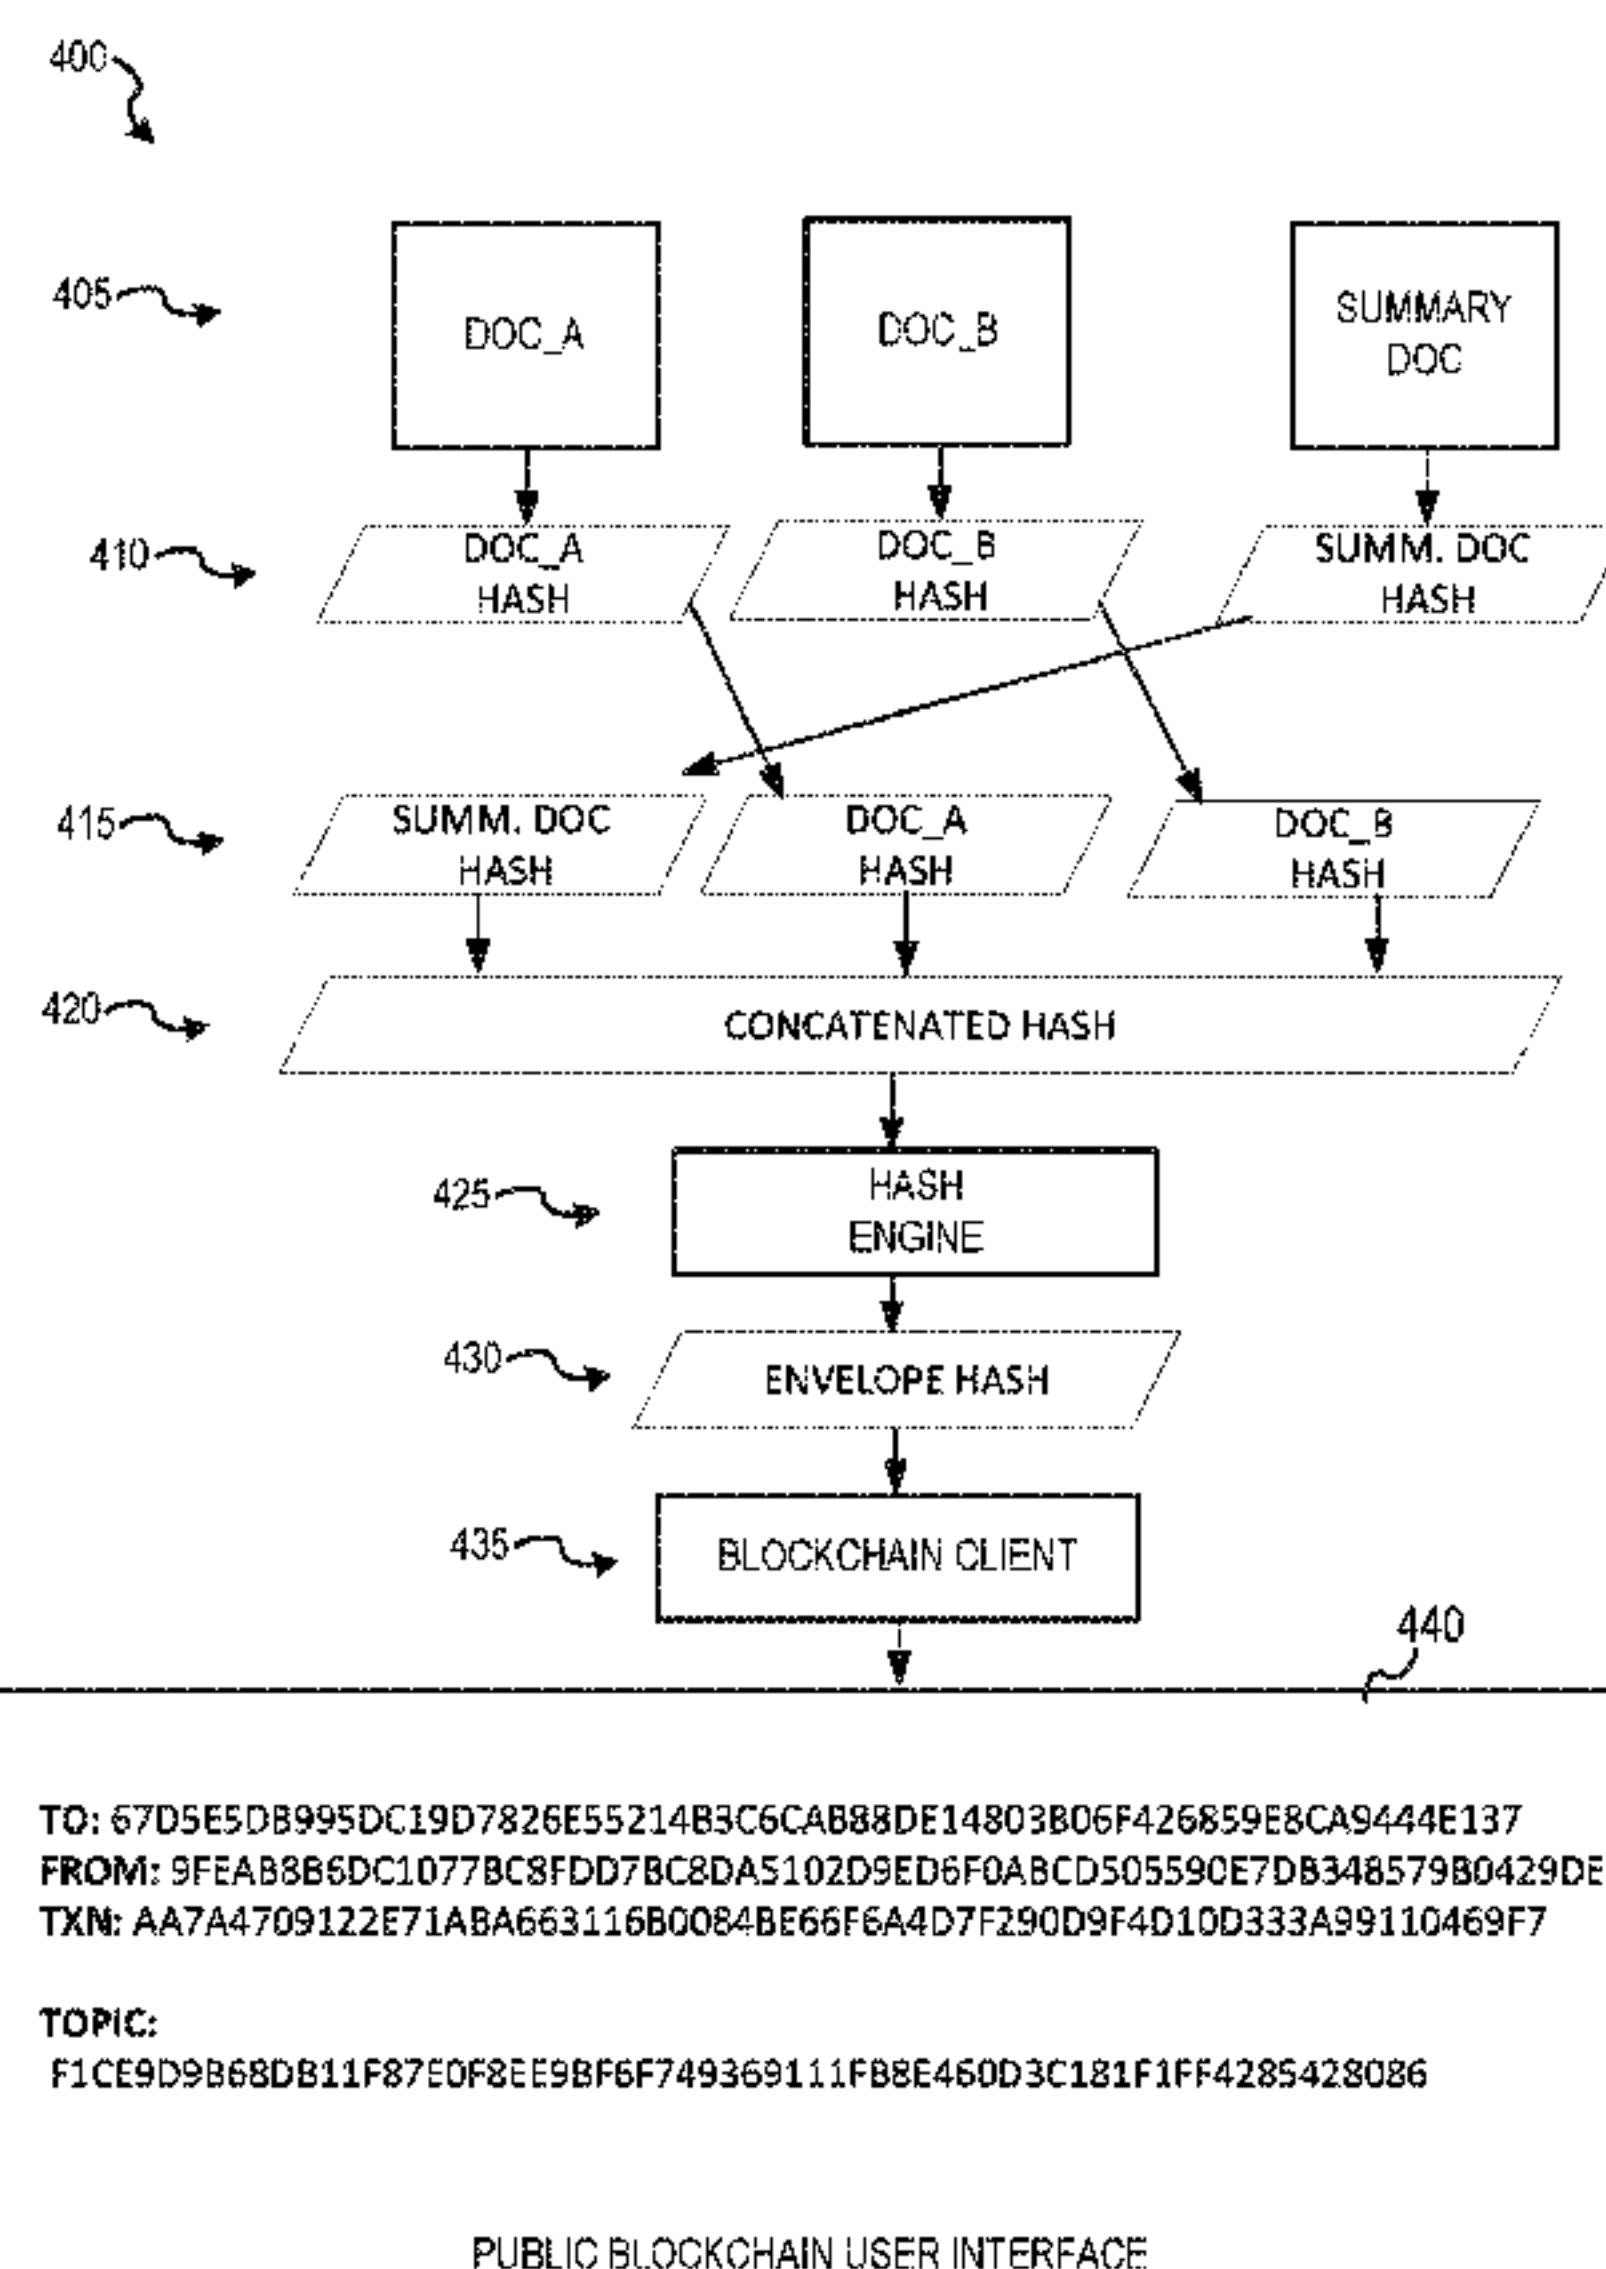 400
405
DOC_A
DOC_B
SUMMARY
DOC
410
DOC_A
HASH
DOC_B
HASH
SUMM. DOC
HASH
415
SUMM. DOC
HASH
DOC_A
HASH
DOC_B
HASH
420
CONCATENATED HASH
425
HASH
ENGINE
430
ENVELOPE HASH
435
BLOCKCHAIN CLIENT
440
TO: 67D5E5DB995DC19D7826E55214B3C6CAB88DE14803B06F426859E8CA9444E137
FROM: 9FEAB8B6DC1077BC8FDD7BC8DA5102D9ED6F0ABCD505590E7DB348579B0429DE
TXN: AA7A4709122E71ABA663116B0084BE66F6A4D7F290D9F4D10D333A99110469F7
TOPIC:
F1CE9D9B68DB11F87E0F8EE9BF6F749369111FB8E460D3C181F1FF4285428086
PUBLIC BLOCKCHAIN USER INTERFACE